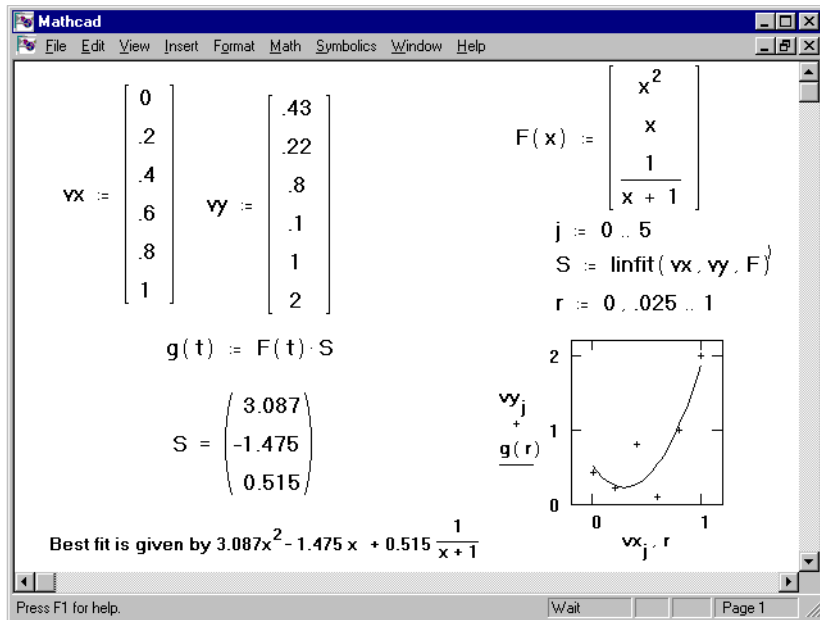 Mathcad
File Edit View Insert Format Math Symbolics Window Help
vx := 
0
.2
.4
.6
.8
1
vy := 
.43
.22
.8
.1
1
2
F(x) := 
x^2
x
1/(x + 1)
j := 0 .. 5
S := linfit(vx, vy, F)
r := 0, .025 .. 1
g(t) := F(t)·S
S = 
3.087
-1.475
0.515
vy_j
+
g(r)
2
1
0
0 1
vx_j, r
Best fit is given by 3.087x^2 - 1.475 x + 0.515 1/(x + 1)
Press F1 for help. Wait Page 1